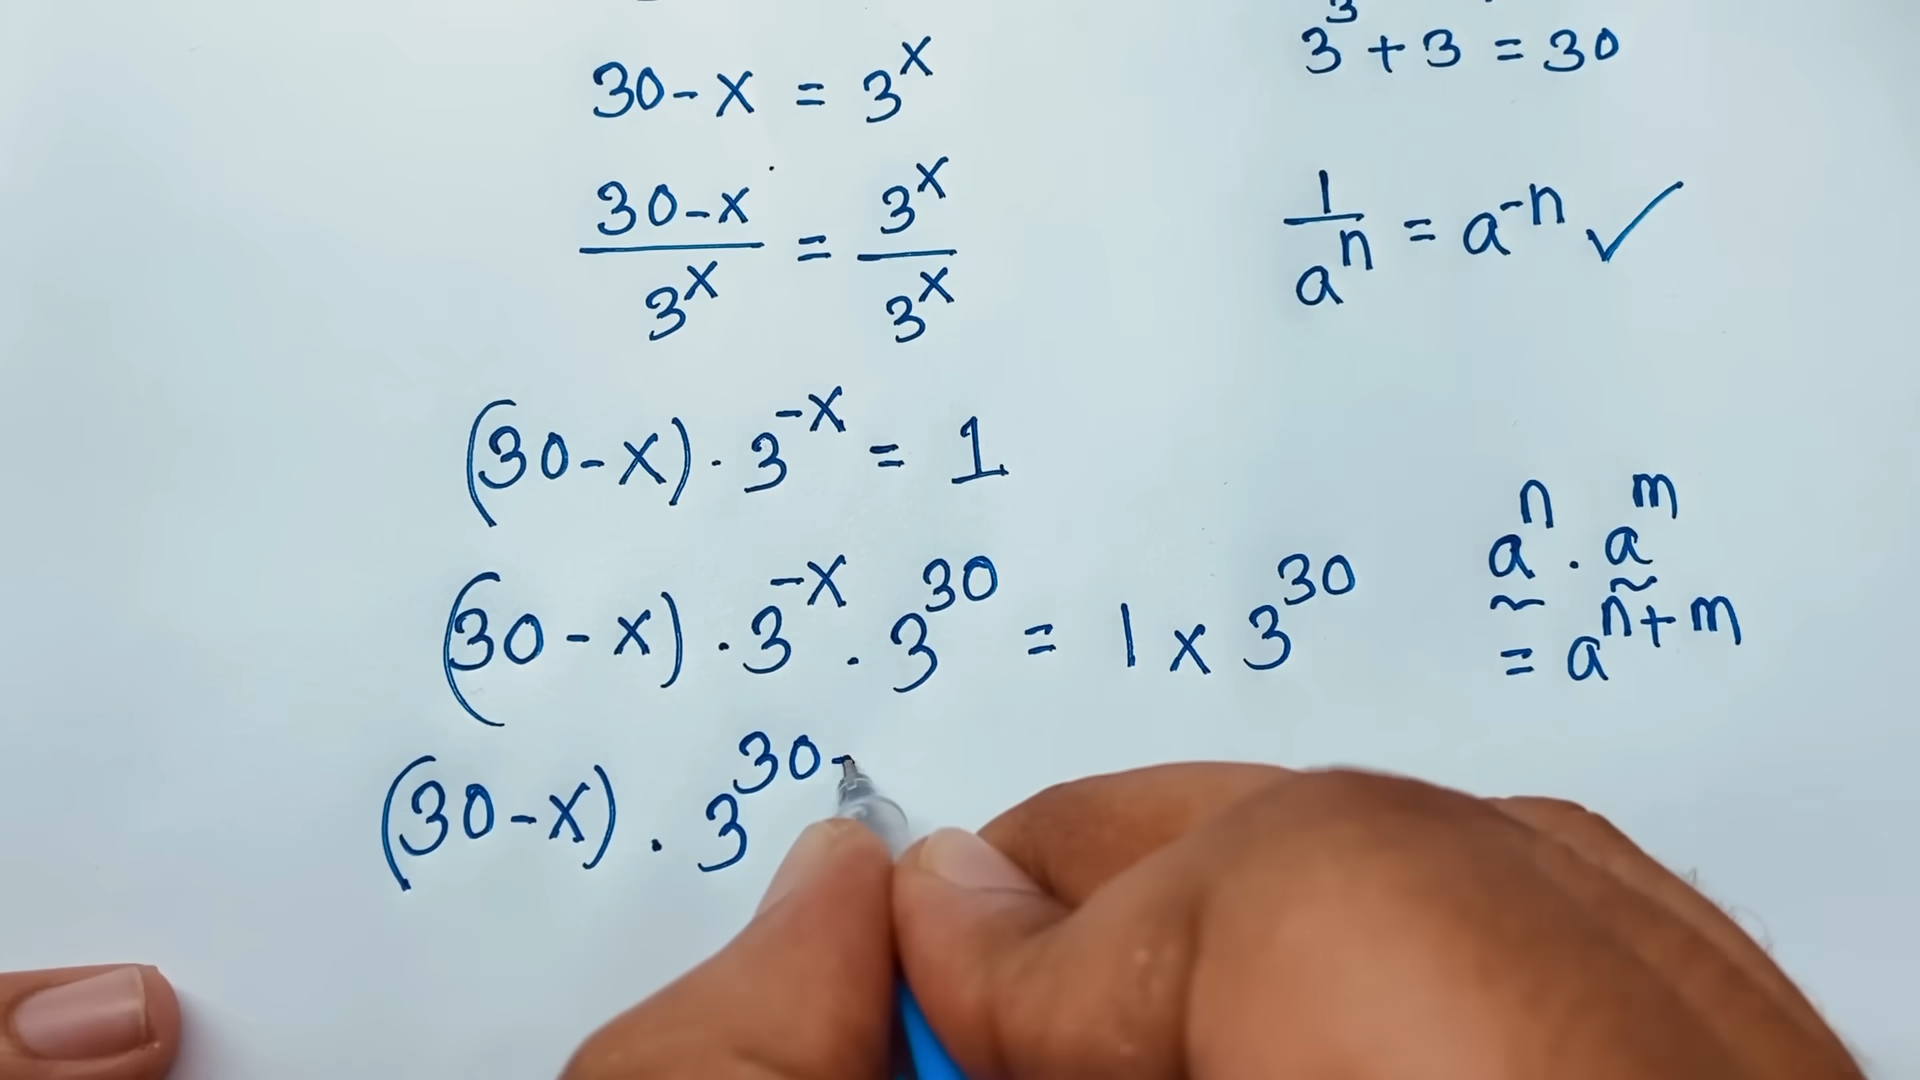 30-x = 3^x
30-x / 3^x = 3^x / 3^x
(30-x) · 3^-x = 1
(30-x) · 3^-x · 3^30 = 1 x 3^30
(30-x) · 3^30-
3^3 + 3 = 30
1 / a^n = a^-n ✓
a^n · a^m
= a^n+m